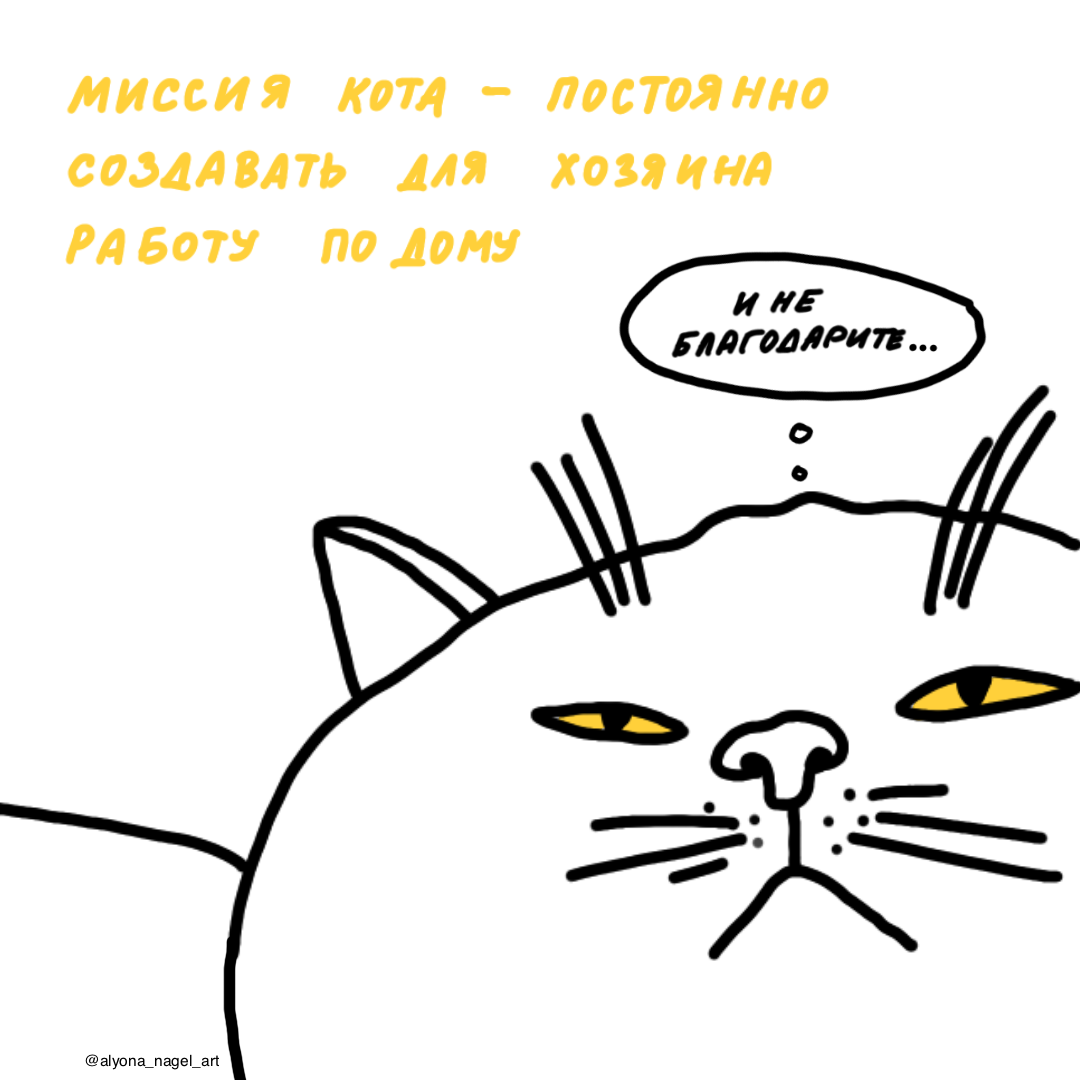 МИССИЯ КОТА - ПОСТОЯННО
СОЗДАВАТЬ ДЛЯ ХОЗЯИНА
РАБОТУ ПО ДОМУ
И НЕ
БЛАГОДАРИТЕ...
@alyona_nagel_art